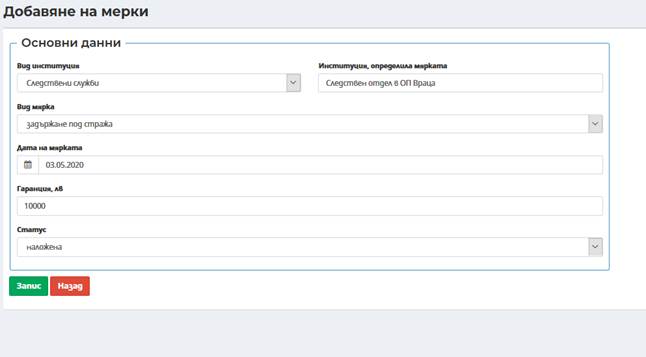 Добавяне на мерки
Основни данни
Вид институция
Институция, определила мярката
Следствени служби
Следствен отдел в ОП Враца
Вид мярка
задържане под стража
Дата на мярката
03.05.2020
Гаранция, лв
10000
Статус
наложена
Запис Назад